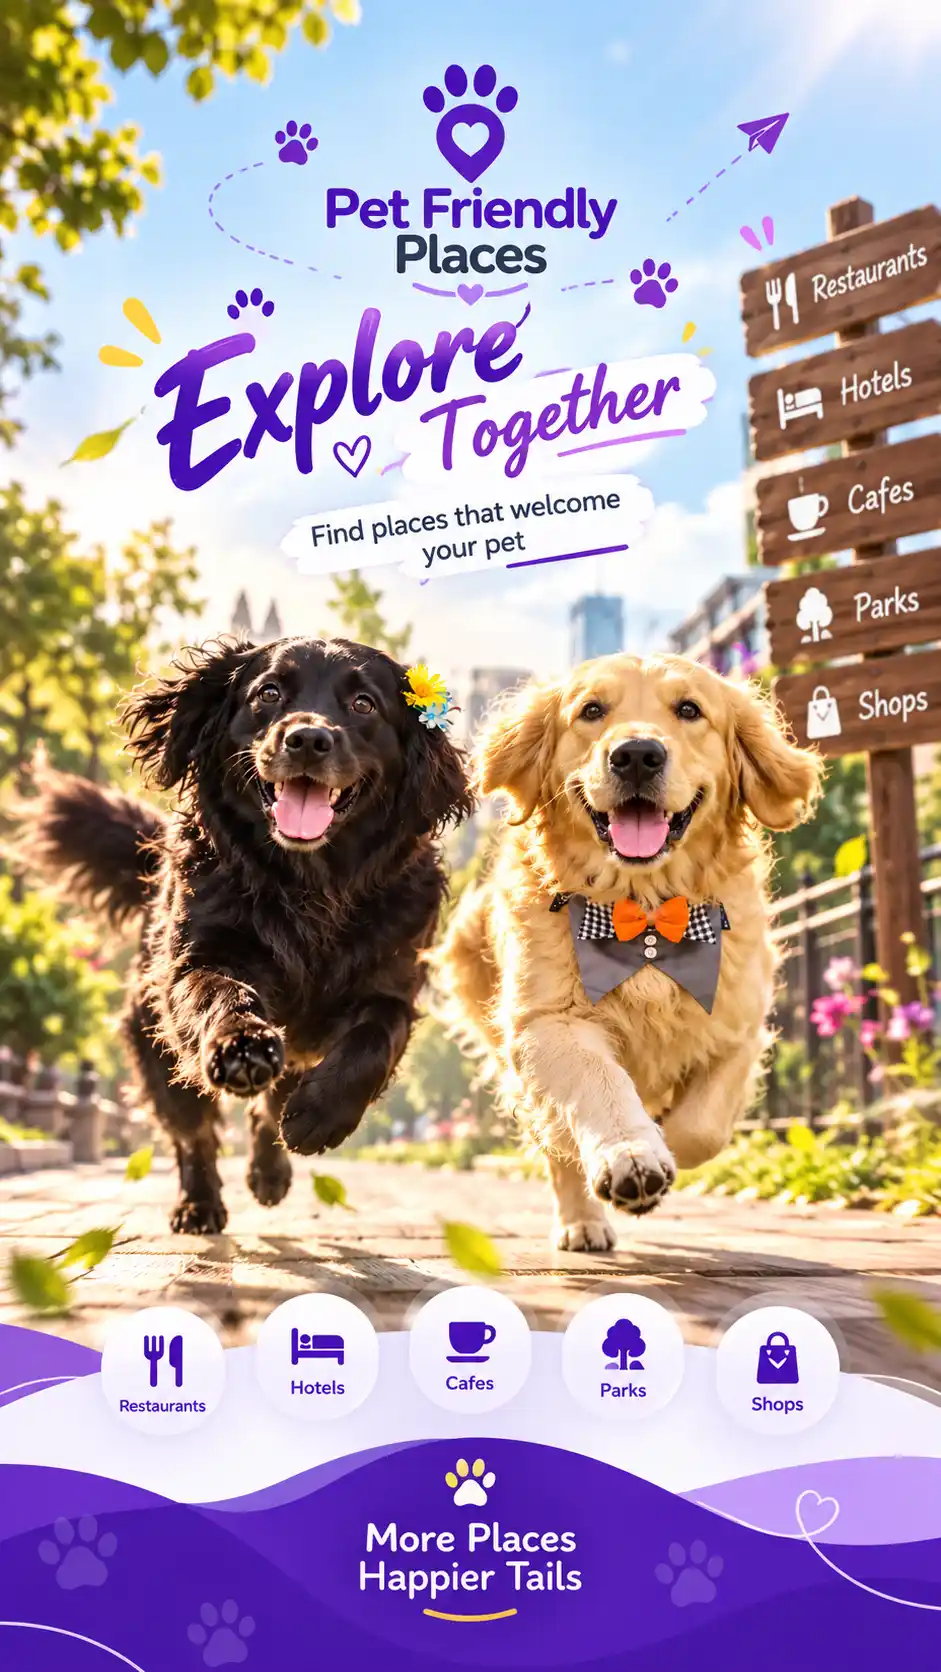 Pet Friendly
Places
Explore
Together
Find places that welcome
your pet
Restaurants
Hotels
Cafes
Parks
Shops
Restaurants
Hotels
Cafes
Parks
Shops
More Places
Happier Tails